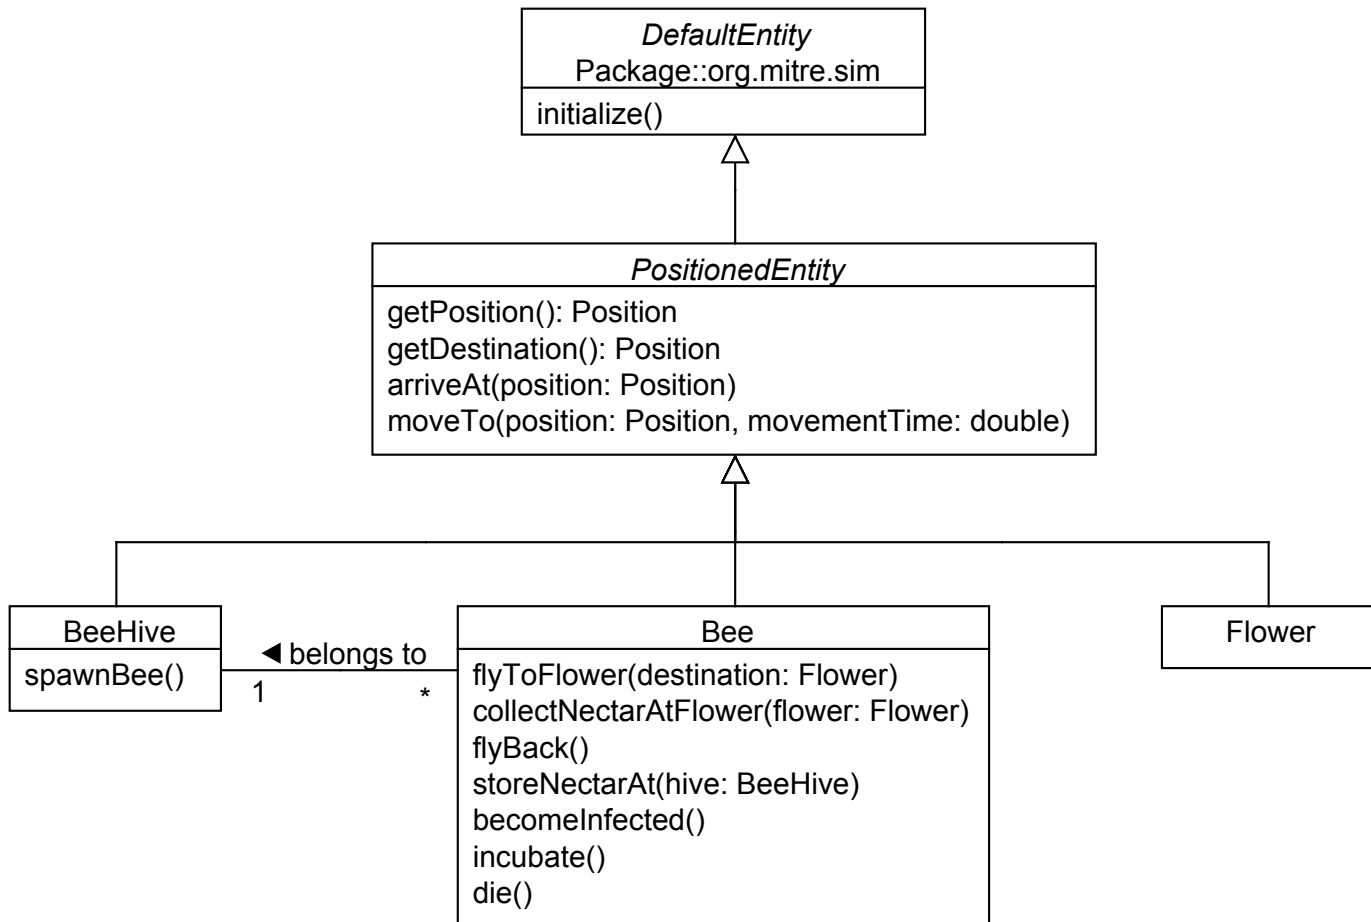 DefaultEntity
Package::org.mitre.sim
initialize()
PositionedEntity
getPosition(): Position
getDestination(): Position
arriveAt(position: Position)
moveTo(position: Position, movementTime: double)
BeeHive
spawnBee()
◀ belongs to
1
*
Bee
flyToFlower(destination: Flower)
collectNectarAtFlower(flower: Flower)
flyBack()
storeNectarAt(hive: BeeHive)
becomeInfected()
incubate()
die()
Flower